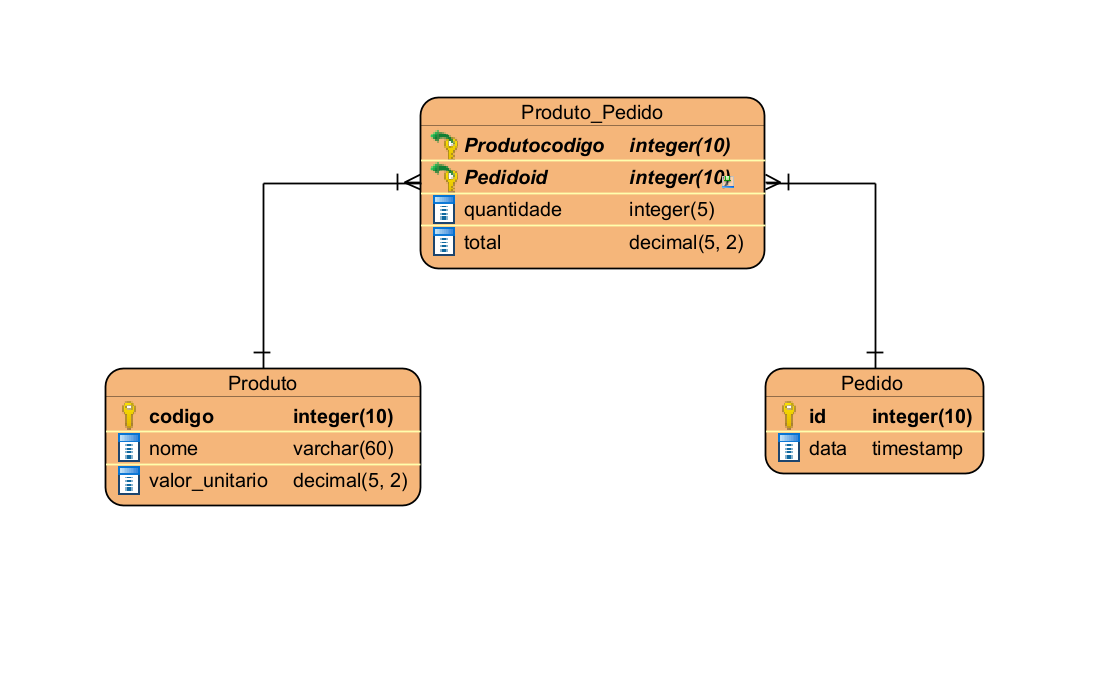 Produto_Pedido
Produtocodigo integer(10)
Pedidoid integer(10)
quantidade integer(5)
total decimal(5, 2)
Produto
codigo integer(10)
nome varchar(60)
valor_unitario decimal(5, 2)
Pedido
id integer(10)
data timestamp